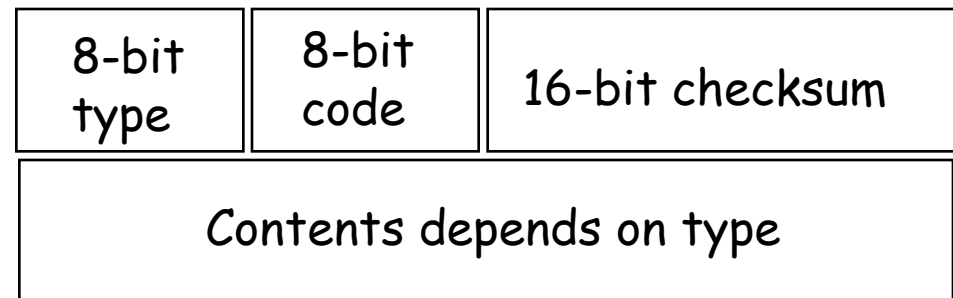 8-bit
type
8-bit
code
16-bit checksum
Contents depends on type